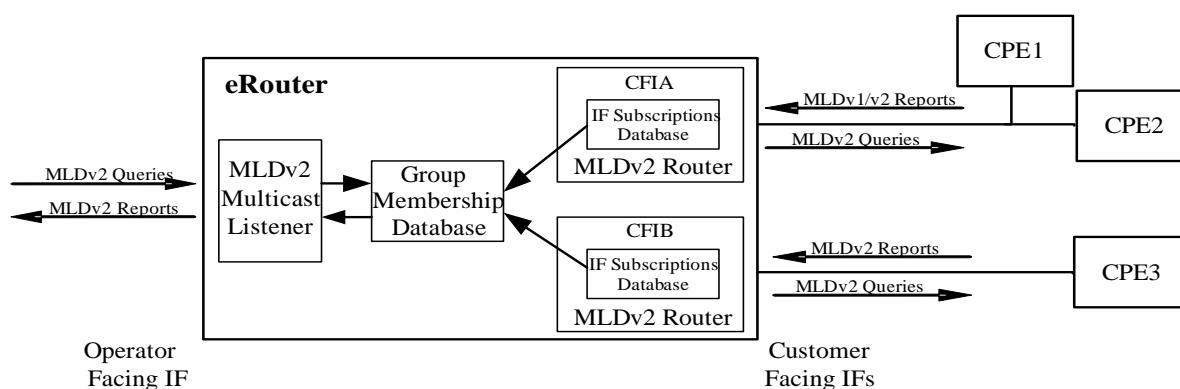 CPE1
eRouter
CFIA
MLDv1/v2 Reports
IF Subscriptions
Database
CPE2
MLDv2 Queries
MLDv2 Router
MLDv2 Queries
MLDv2 Reports
MLDv2
Multicast
Listener
Group
Membership
Database
CFIB
MLDv2 Reports
IF Subscriptions
Database
CPE3
MLDv2 Queries
MLDv2 Router
Operator
Facing IF
Customer
Facing IFs